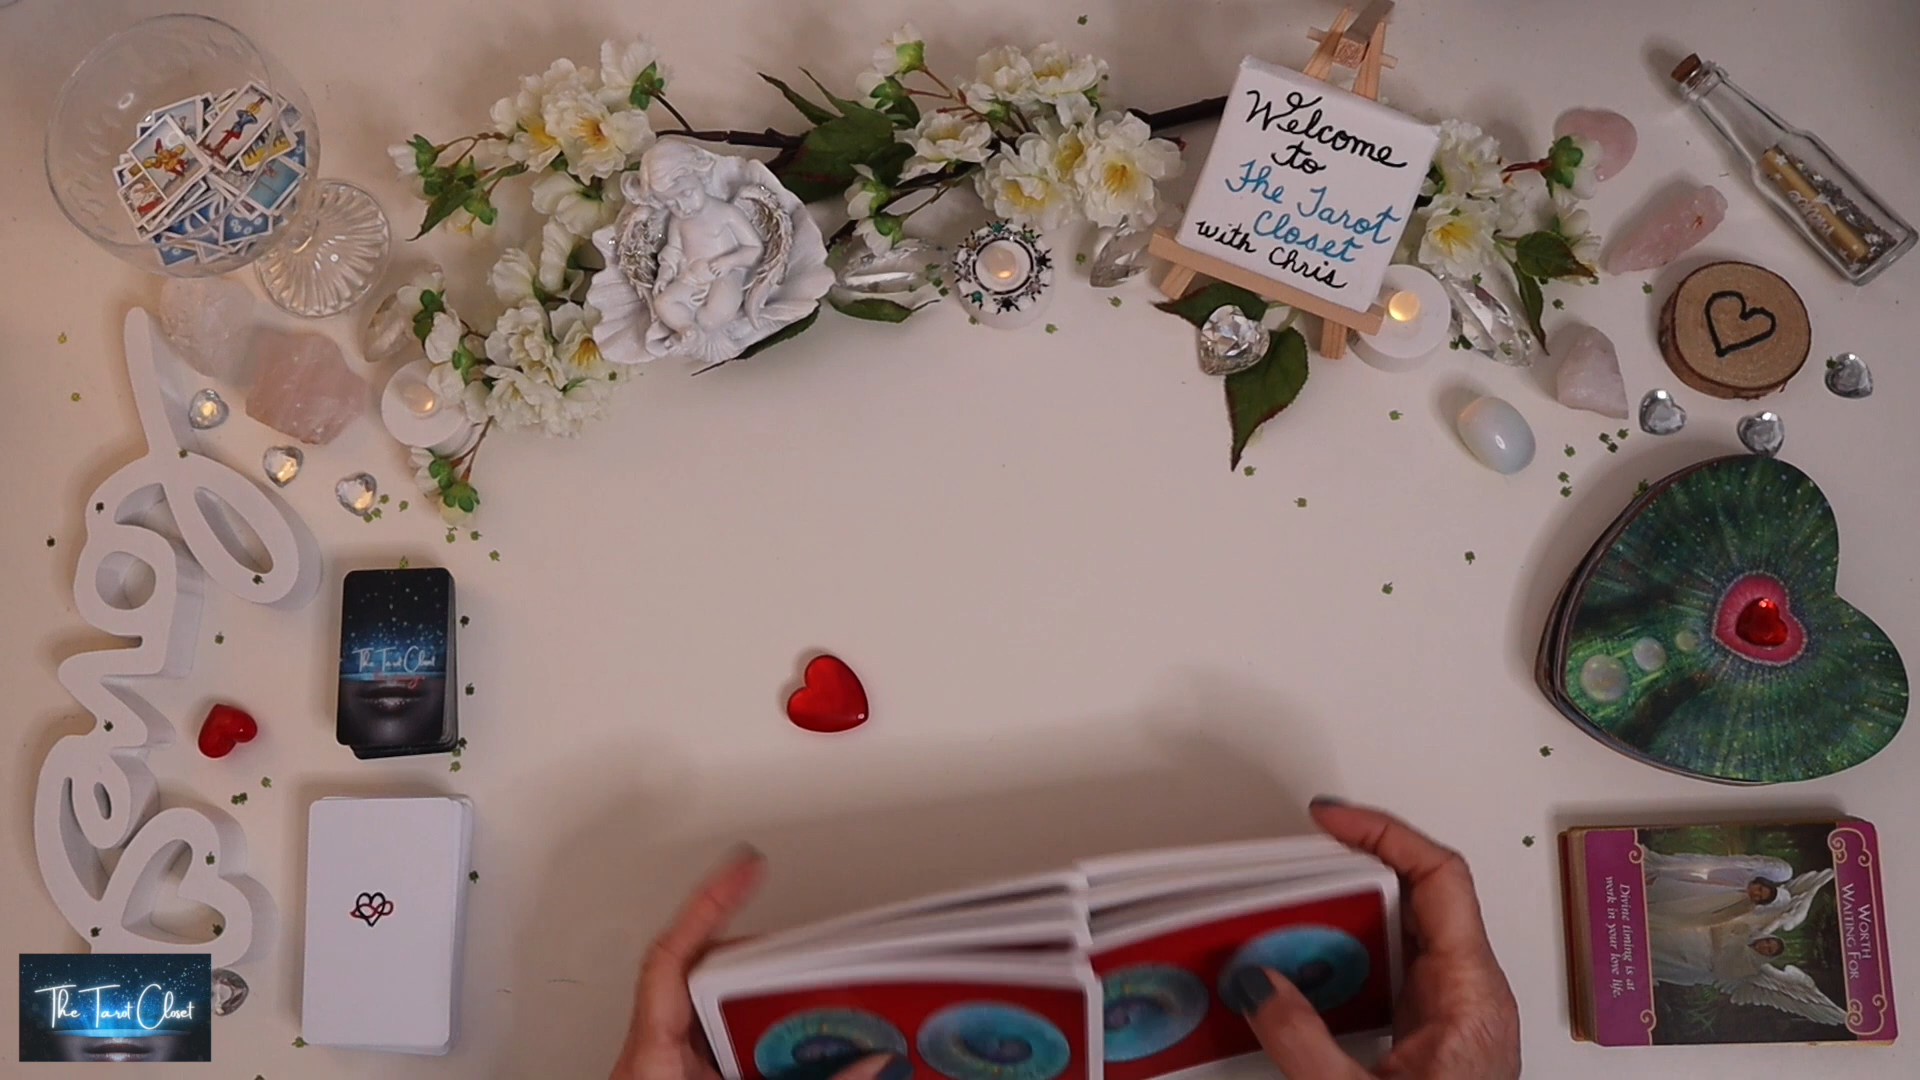 Welcome
to
The Tarot
Closet
with Chris
The Tarot Closet
WORTH
WAITING FOR
Divine timing is at
work in your love life.
The Tarot Closet